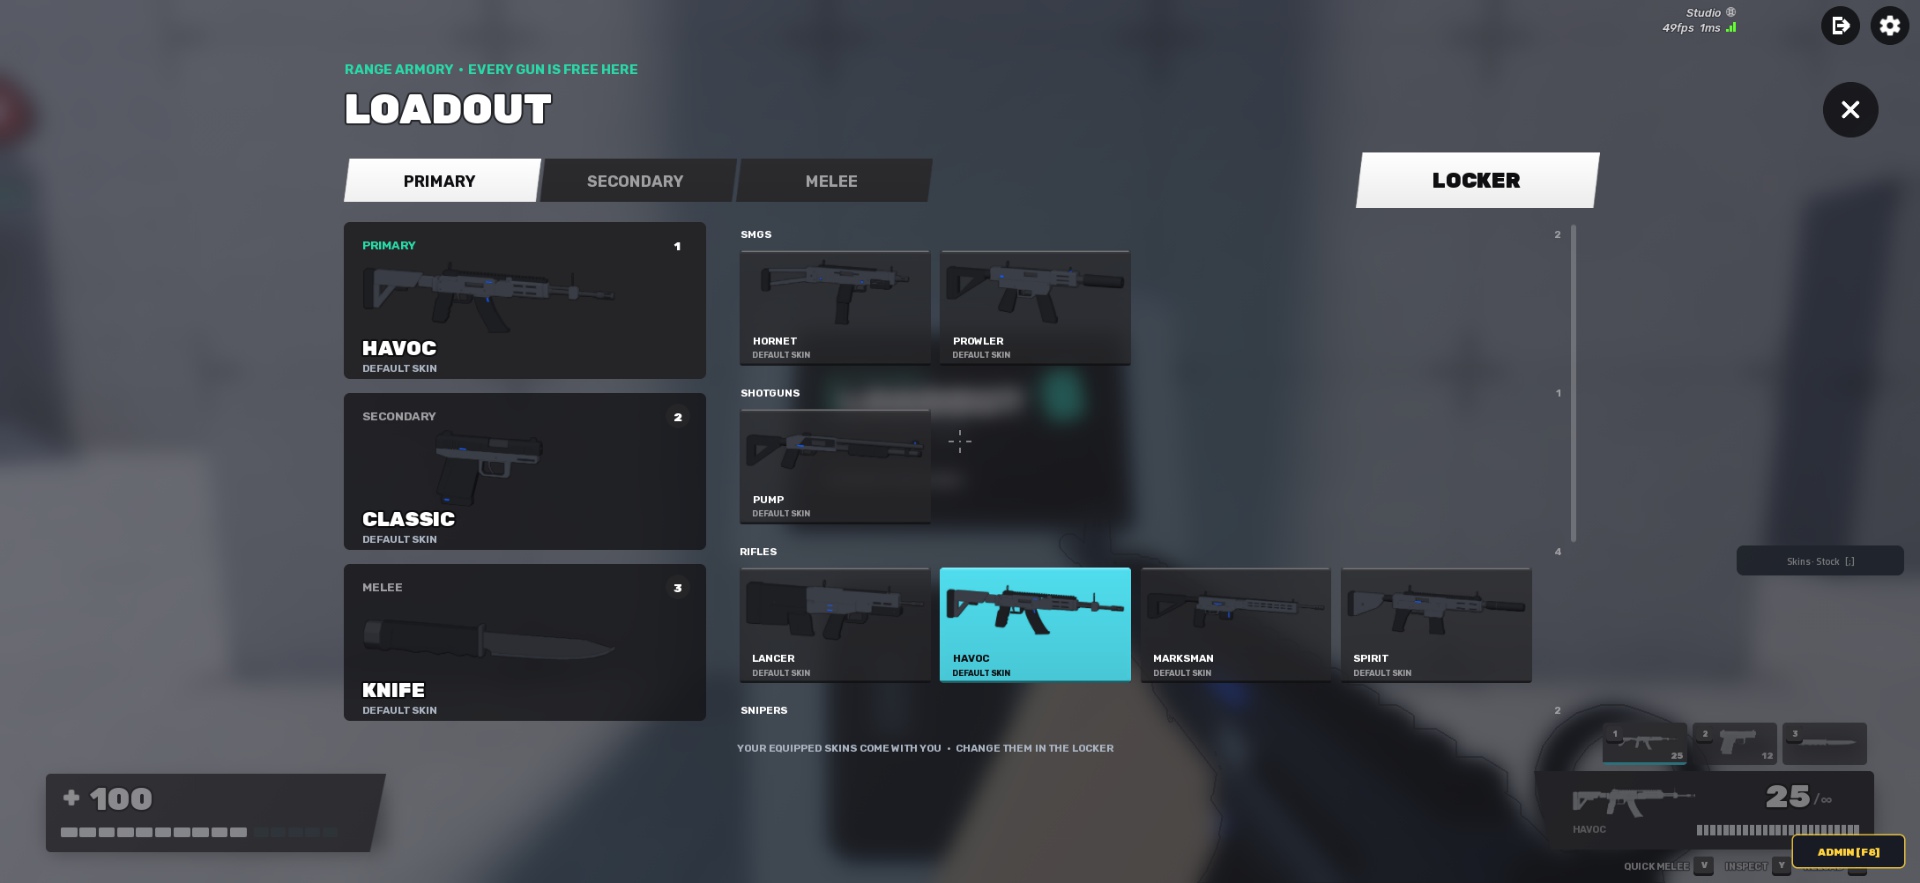 Studio
49fps 1ms
RANGE ARMORY • EVERY GUN IS FREE HERE
LOADOUT
PRIMARY
SECONDARY
MELEE
LOCKER
PRIMARY
1
HAVOC
DEFAULT SKIN
SECONDARY
2
CLASSIC
DEFAULT SKIN
MELEE
3
KNIFE
DEFAULT SKIN
SMGS
2
HORNET
DEFAULT SKIN
PROWLER
DEFAULT SKIN
SHOTGUNS
1
PUMP
DEFAULT SKIN
RIFLES
4
LANCER
DEFAULT SKIN
HAVOC
DEFAULT SKIN
MARKSMAN
DEFAULT SKIN
SPIRIT
DEFAULT SKIN
SNIPERS
2
YOUR EQUIPPED SKINS COME WITH YOU • CHANGE THEM IN THE LOCKER
Skins · Stock [;]
+ 100
1
25
2
12
3
25/∞
HAVOC
QUICK MELEE V
INSPECT Y
ADMIN [F8]